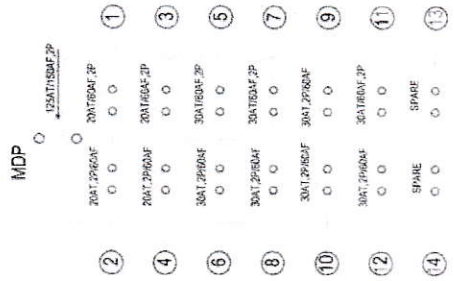 MDP
125AT/150AF,2P
2 20AT,2P/60AF 20AT/60AF,2P 1
4 20AT,2P/60AF 20AT/60AF,2P 3
6 30AT,2P/60AF 30AT/60AF,2P 5
8 30AT,2P/60AF 30AT/60AF,2P 7
10 30AT,2P/60AF 30AT,2P/60AF 9
12 30AT,2P/60AF 30AT/60AF,2P 11
14 SPARE SPARE 13